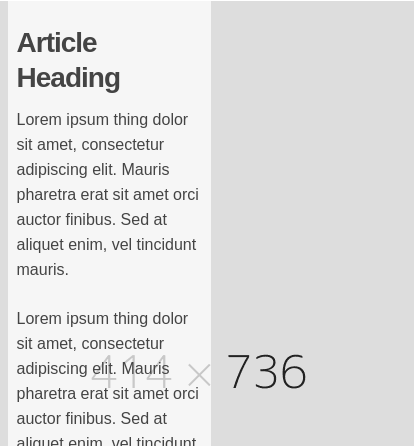 Article
Heading
Lorem ipsum thing dolor
sit amet, consectetur
adipiscing elit. Mauris
pharetra erat sit amet orci
auctor finibus. Sed at
aliquet enim, vel tincidunt
mauris.
Lorem ipsum thing dolor
sit amet, consectetur
adipiscing elit. Mauris
414 × 736
pharetra erat sit amet orci
auctor finibus. Sed at
aliquet enim, vel tincidunt